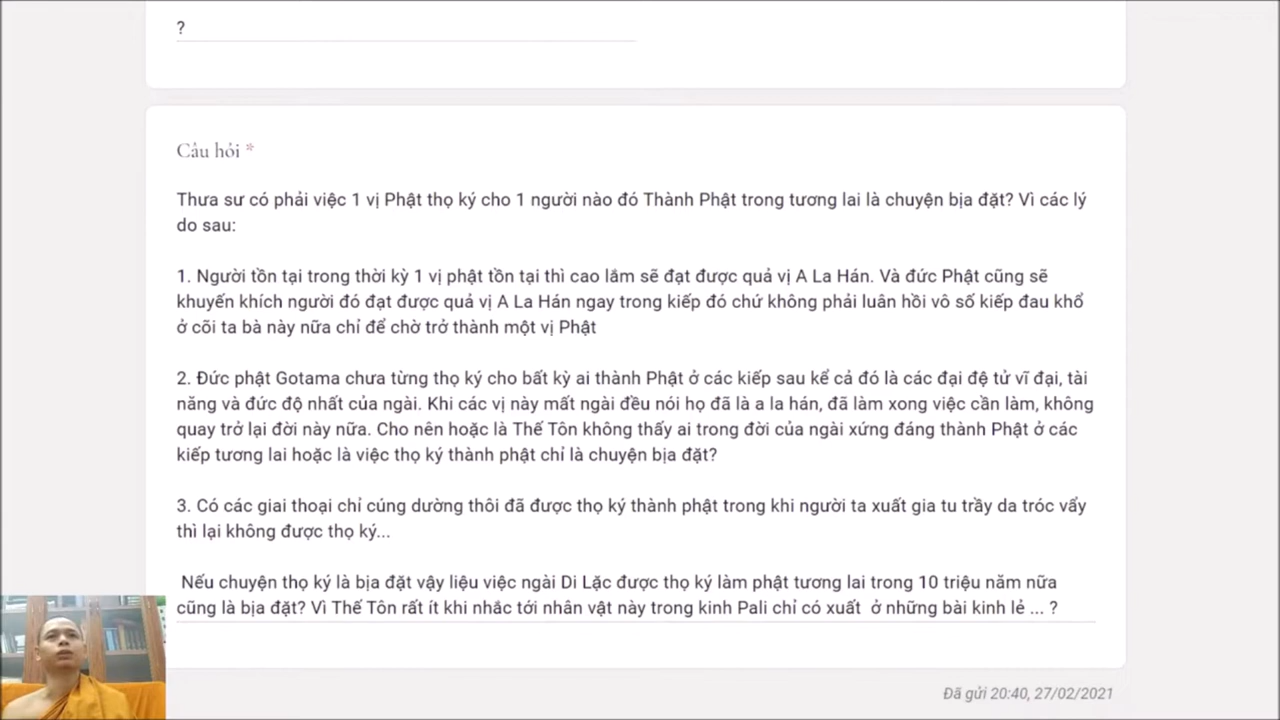 ?
Câu hỏi *
Thưa sư có phải việc 1 vị Phật thọ ký cho 1 người nào đó Thành Phật trong tương lai là chuyện bịa đặt? Vì các lý
do sau:
1. Người tồn tại trong thời kỳ 1 vị phật tồn tại thì cao lắm sẽ đạt được quả vị A La Hán. Và đức Phật cũng sẽ
khuyến khích người đó đạt được quả vị A La Hán ngay trong kiếp đó chứ không phải luân hồi vô số kiếp đau khổ
ở cõi ta bà này nữa chỉ để chờ trở thành một vị Phật
2. Đức phật Gotama chưa từng thọ ký cho bất kỳ ai thành Phật ở các kiếp sau kể cả đó là các đại đệ tử vĩ đại, tài
năng và đức độ nhất của ngài. Khi các vị này mất ngài đều nói họ đã là a la hán, đã làm xong việc cần làm, không
quay trở lại đời này nữa. Cho nên hoặc là Thế Tôn không thấy ai trong đời của ngài xứng đáng thành Phật ở các
kiếp tương lai hoặc là việc thọ ký thành phật chỉ là chuyện bịa đặt?
3. Có các giai thoại chỉ cúng dường thôi đã được thọ ký thành phật trong khi người ta xuất gia tu trầy da tróc vẩy
thì lại không được thọ ký...
Nếu chuyện thọ ký là bịa đặt vậy liệu việc ngài Di Lặc được thọ ký làm phật tương lai trong 10 triệu năm nữa
cũng là bịa đặt? Vì Thế Tôn rất ít khi nhắc tới nhân vật này trong kinh Pali chỉ có xuất ở những bài kinh lẻ ... ?
Đã gửi 20:40, 27/02/2021